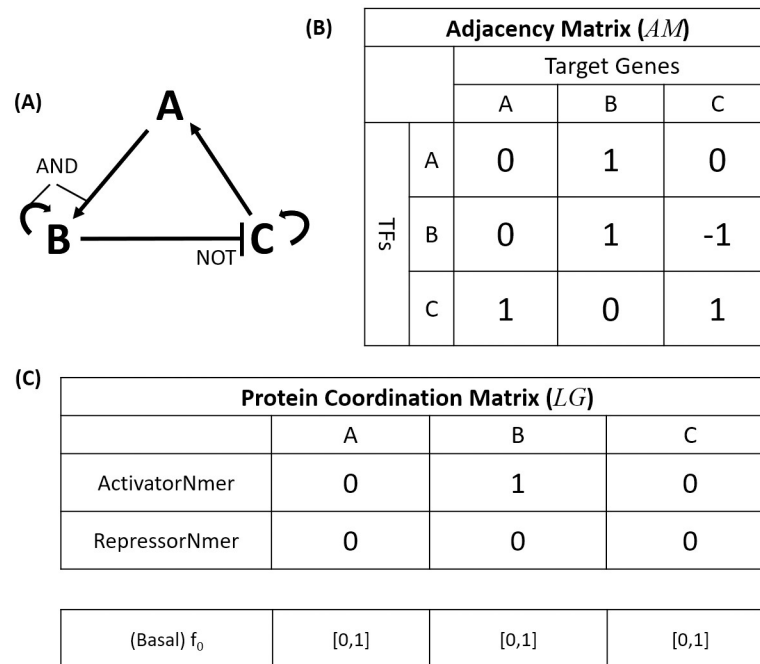 (A)
A
AND
B
C
NOT
(B)
Adjacency Matrix (AM)
Target Genes
A B C
TFs
A 0 1 0
B 0 1 -1
C 1 0 1
(C)
Protein Coordination Matrix (LG)
A B C
ActivatorNmer 0 1 0
RepressorNmer 0 0 0
(Basal) f₀ [0,1] [0,1] [0,1]